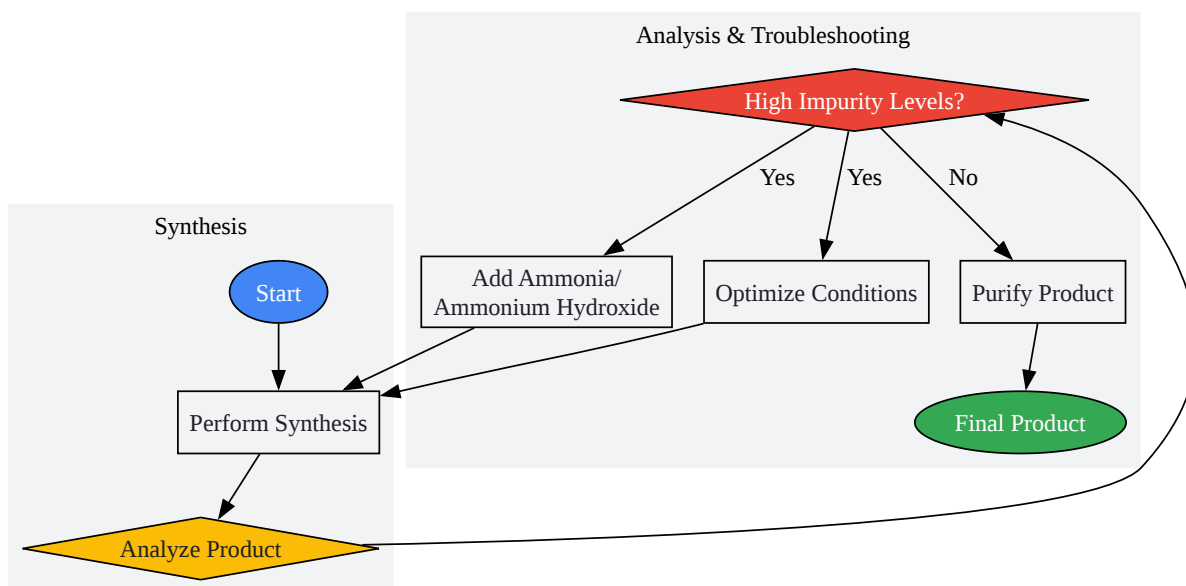 Analysis & Troubleshooting
High Impurity Levels?
Yes
Yes
No
Synthesis
Start
Add Ammonia/
Ammonium Hydroxide
Optimize Conditions
Purify Product
Perform Synthesis
Final Product
Analyze Product